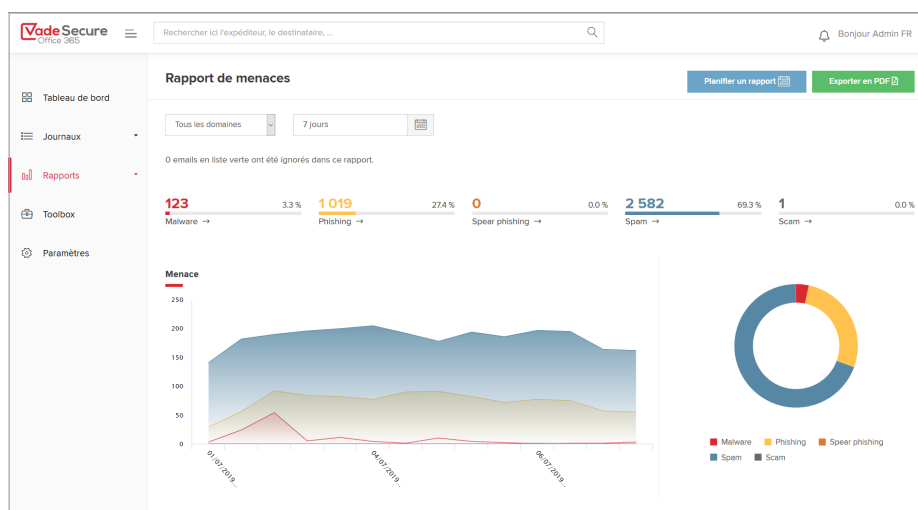 VadeSecure
Office 365
Rechercher ici l'expéditeur, le destinataire, ...
Bonjour Admin FR
Tableau de bord
Journaux
Rapports
Toolbox
Paramètres
Rapport de menaces
Planifier un rapport
Exporter en PDF
Tous les domaines
7 jours
0 emails en liste verte ont été ignorés dans ce rapport.
123 3.3 %
Malware →
1 019 27.4 %
Phishing →
0 0.0 %
Spear phishing →
2 582 69.3 %
Spam →
1 0.0 %
Scam →
Menace
250
200
150
100
50
0
01/07/2019...
04/07/2019...
06/07/2019...
Malware Phishing Spear phishing
Spam Scam